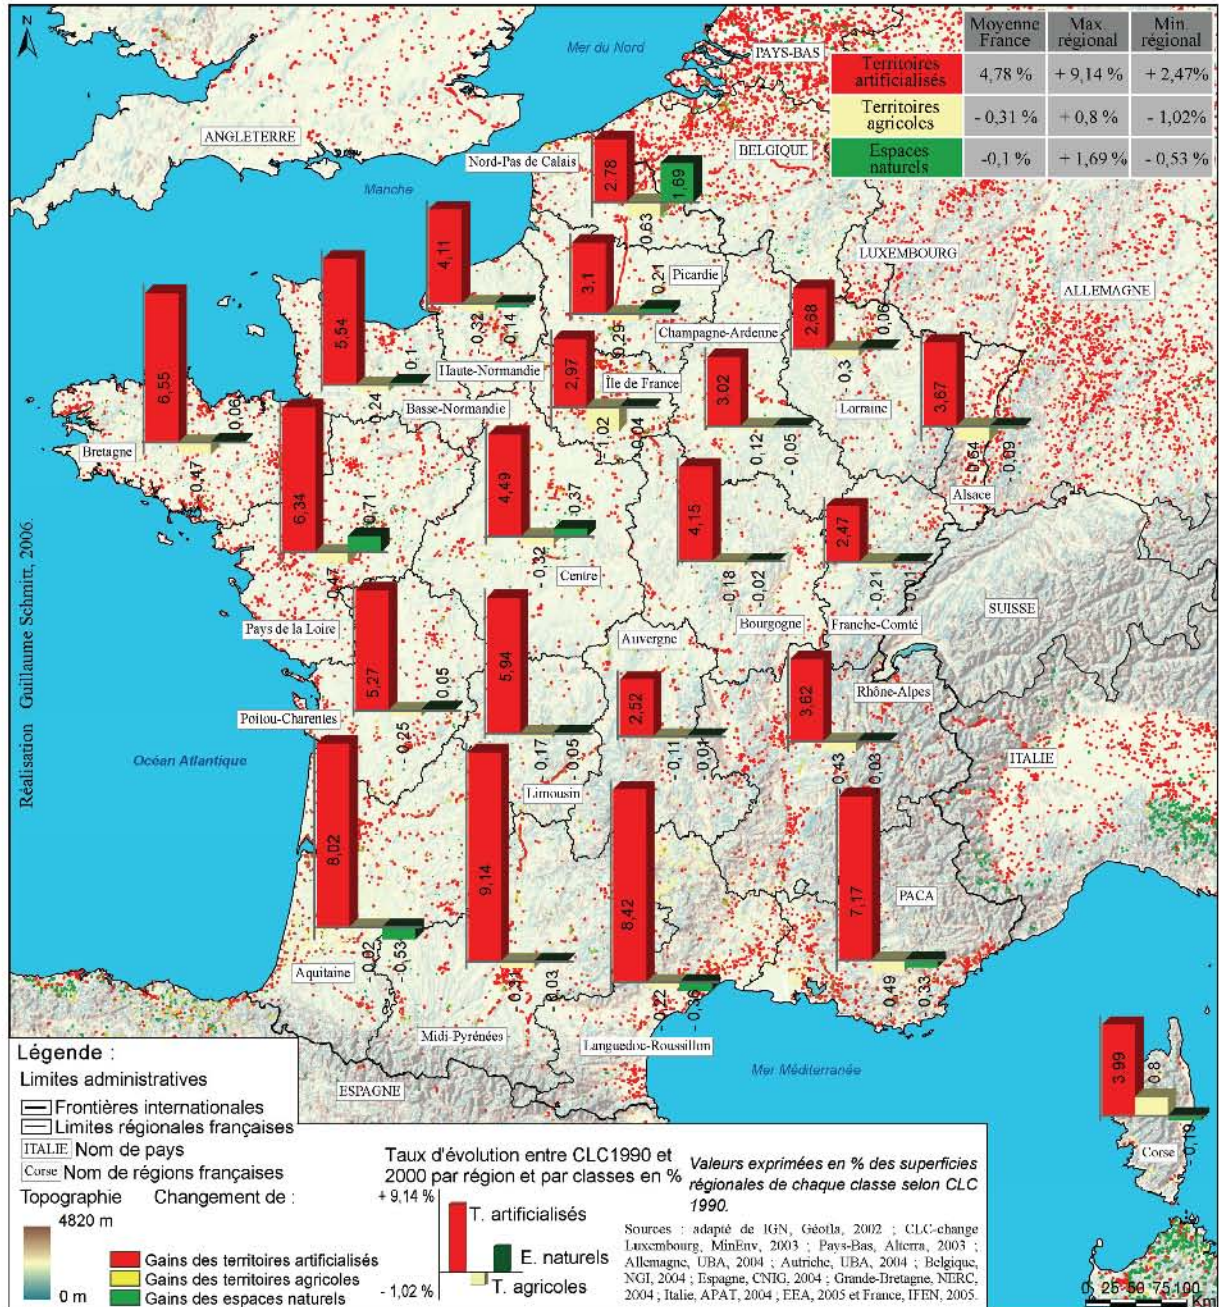 N
Mer du Nord
PAYS-BAS
Moyenne France
Max. régional
Min. régional
Territoires artificialisés
4,78 %
+ 9,14 %
+ 2,47%
Territoires agricoles
- 0,31 %
+ 0,8 %
- 1,02%
Espaces naturels
-0,1 %
+ 1,69 %
- 0,53 %
ANGLETERRE
Nord-Pas de Calais
2,78
0,63
1,69
BELGIQUE
Manche
4,11
0,32
0,14
Haute-Normandie
3,1
0,21
-0,29
Picardie
LUXEMBOURG
ALLEMAGNE
5,54
0,24
0,1
Basse-Normandie
Champagne-Ardenne
2,68
0,3
0,06
Lorraine
6,55
0,47
0,06
Bretagne
2,97
-1,02
-0,04
Île de France
3,02
- 0,12
- 0,05
3,67
- 0,54
- 0,69
Alsace
6,34
0,47
0,71
4,49
- 0,32
-0,37
Centre
4,15
- 0,18
- 0,02
Bourgogne
2,47
- 0,21
- 0,01
Franche-Comté
SUISSE
Pays de la Loire
5,27
- 0,25
0,05
Poitou-Charentes
5,94
- 0,17
- 0,05
Limousin
Auvergne
2,52
- 0,11
0,01
3,62
0,43
0,03
Rhône-Alpes
ITALIE
Océan Atlantique
8,02
0,02
- 0,53
Aquitaine
9,14
0,31
0,03
Midi-Pyrénées
8,42
- 0,22
- 0,36
Languedoc-Roussillon
7,17
0,49
0,33
PACA
ESPAGNE
Mer Méditerranée
3,99
0,8
- 0,19
Corse
Réalisation Guillaume Schmitt, 2006.
Légende :
Limites administratives
Frontières internationales
Limites régionales françaises
ITALIE Nom de pays
Corse Nom de régions françaises
Topographie
4820 m
0 m
Changement de :
Gains des territoires artificialisés
Gains des territoires agricoles
Gains des espaces naturels
Taux d'évolution entre CLC1990 et
2000 par région et par classes en %
+ 9,14 %
T. artificialisés
E. naturels
T. agricoles
- 1,02 %
Valeurs exprimées en % des superficies
régionales de chaque classe selon CLC
1990.
Sources : adapté de IGN, Géofla, 2002 ; CLC-change
Luxembourg, MinEnv, 2003 ; Pays-Bas, Alterra, 2003 ;
Allemagne, UBA, 2004 ; Autriche, UBA, 2004 ; Belgique,
NGI, 2004 ; Espagne, CNIG, 2004 ; Grande-Bretagne, NERC,
2004 ; Italie, APAT, 2004 ; EEA, 2005 et France, IFEN, 2005.
0 25 50 75 100
Km